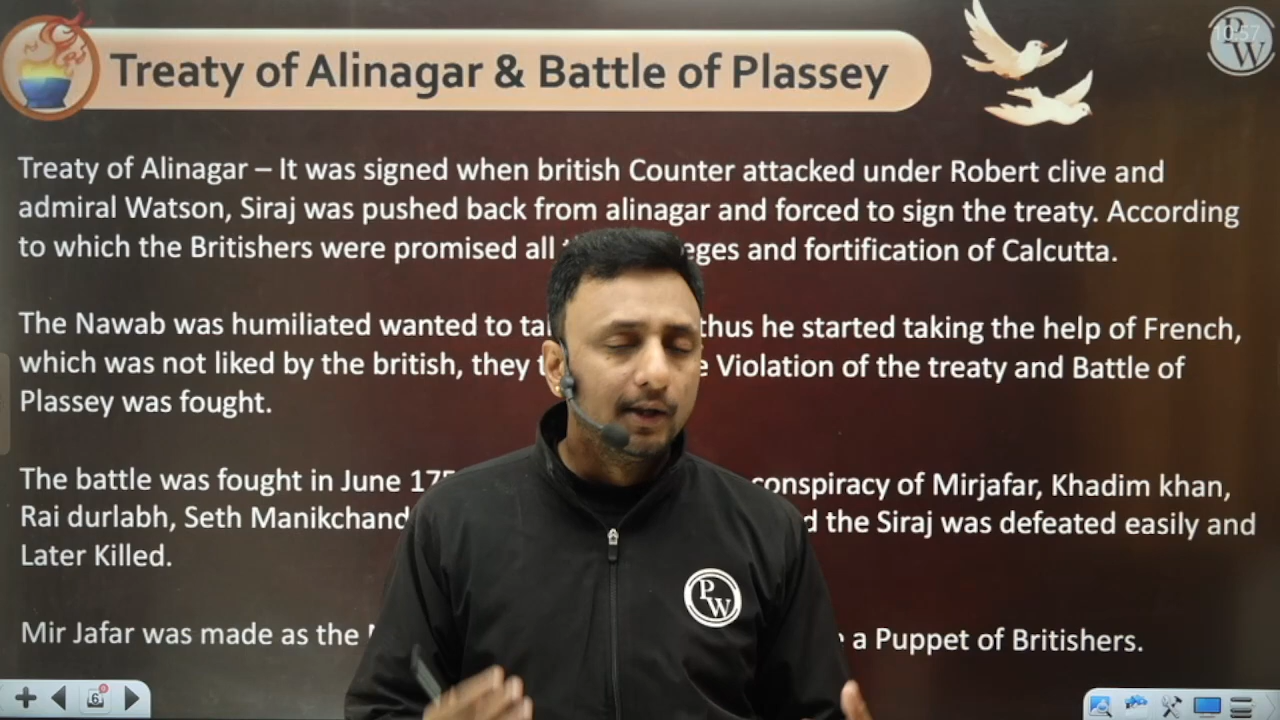 Treaty of Alinagar & Battle of Plassey
10:57
PW
Treaty of Alinagar – It was signed when british Counter attacked under Robert clive and
admiral Watson, Siraj was pushed back from alinagar and forced to sign the treaty. According
to which the Britishers were promised all and fortification of Calcutta.
The Nawab was humiliated wanted to thus he started taking the help of French,
which was not liked by the british, they Violation of the treaty and Battle of
Plassey was fought.
The battle was fought in June conspiracy of Mirjafar, Khadim khan,
Rai durlabh, Seth Manikchand the Siraj was defeated easily and
Later Killed.
Mir Jafar was made as the a Puppet of Britishers.
PW
6